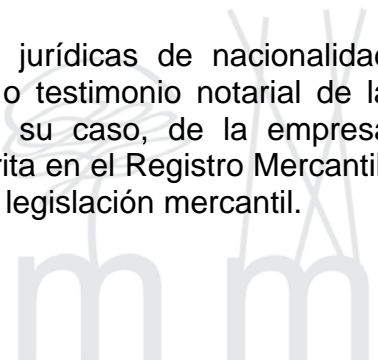 jurídicas de nacionalidad
o testimonio notarial de la
su caso, de la empresa
rita en el Registro Mercantil
legislación mercantil.
m m